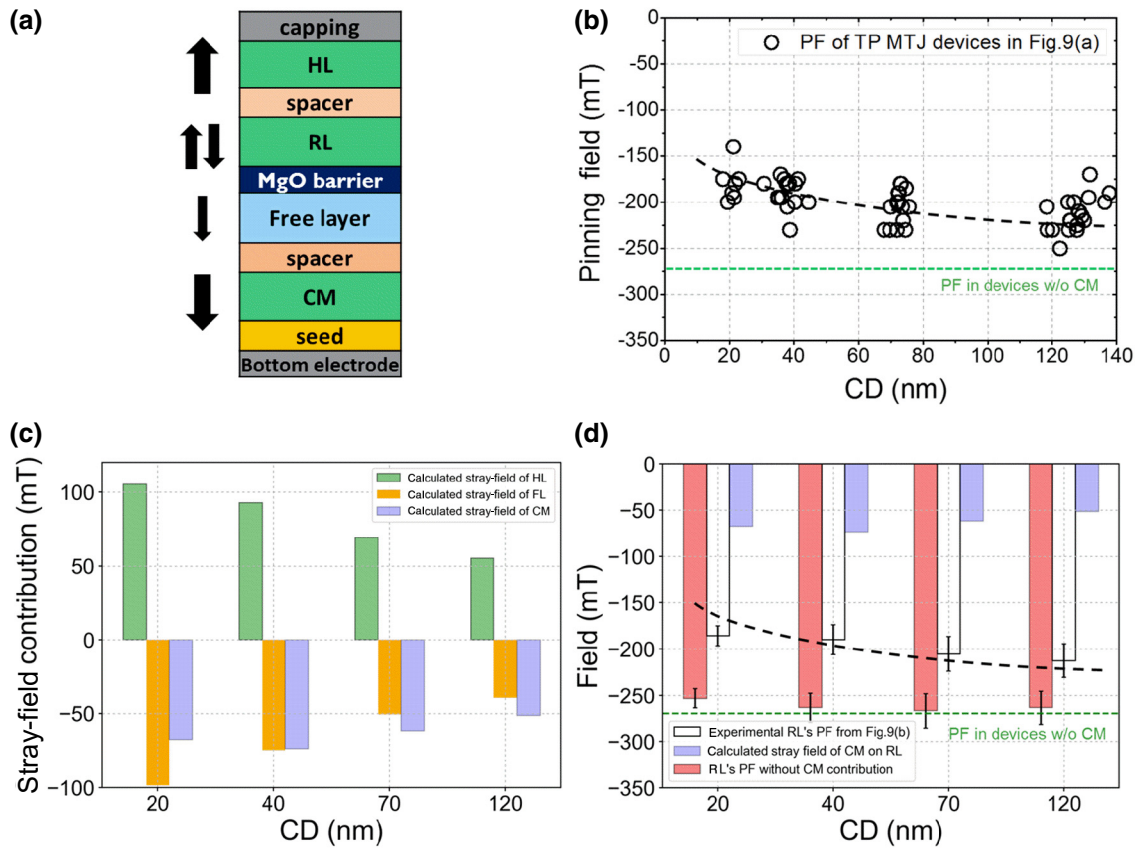 (a)
capping
HL
spacer
RL
MgO barrier
Free layer
spacer
CM
seed
Bottom electrode
(b)
PF of TP MTJ devices in Fig.9(a)
Pinning field (mT)
0
-50
-100
-150
-200
-250
-300
-350
PF in devices w/o CM
0 20 40 60 80 100 120 140
CD (nm)
(c)
Stray-field contribution (mT)
100
50
0
−50
−100
Calculated stray-field of HL
Calculated stray-field of FL
Calculated stray-field of CM
20 40 70 120
CD (nm)
(d)
Field (mT)
0
−50
−100
−150
−200
−250
−300
−350
PF in devices w/o CM
Experimental RL's PF from Fig.9(b)
Calculated stray field of CM on RL
RL's PF without CM contribution
20 40 70 120
CD (nm)